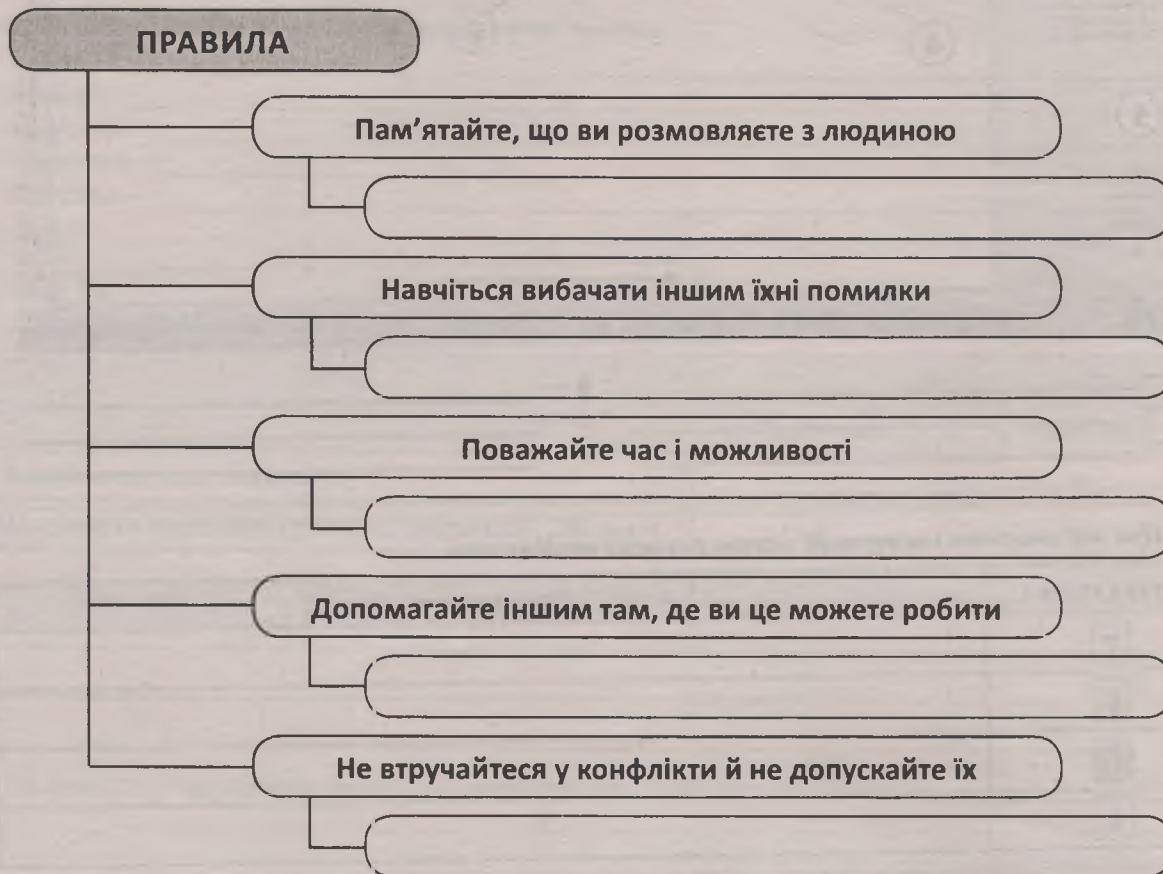 ПРАВИЛА
Пам’ятайте, що ви розмовляєте з людиною
Навчіться вибачати іншим їхні помилки
Поважайте час і можливості
Допомагайте іншим там, де ви це можете робити
Не втручайтеся у конфлікти й не допускайте їх